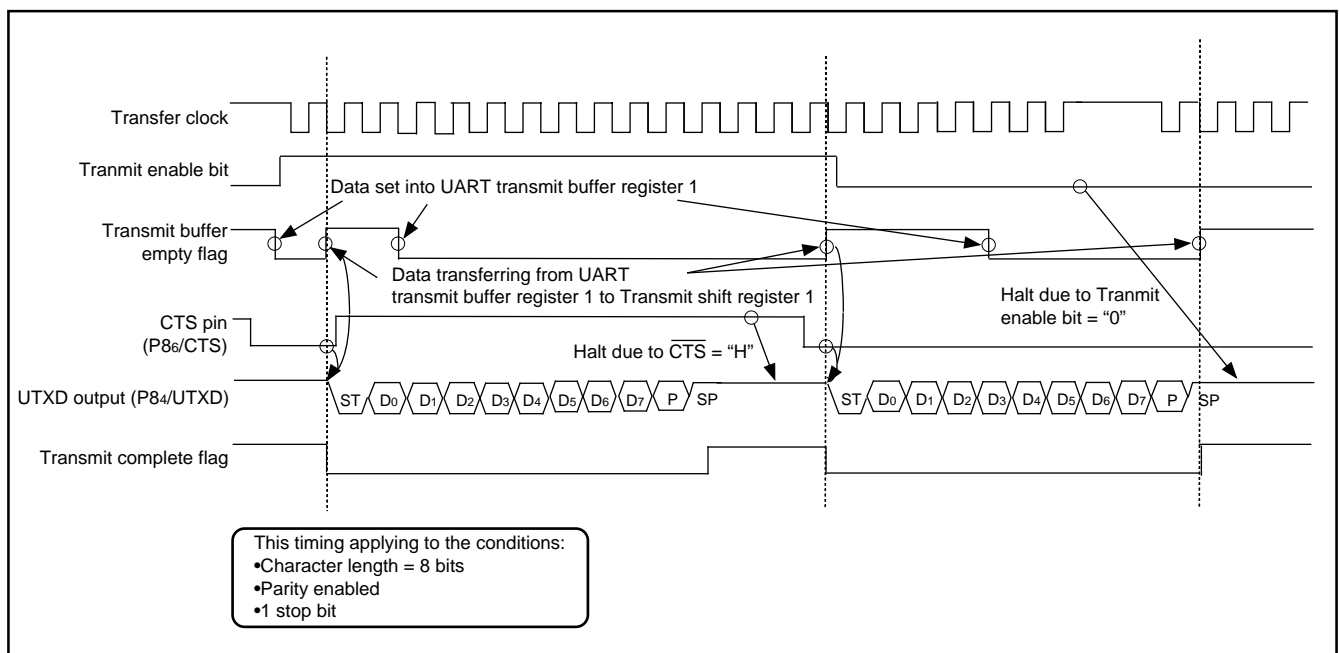 Transfer clock
Tranmit enable bit
Data set into UART transmit buffer register 1
Transmit buffer
empty flag
Data transferring from UART
transmit buffer register 1 to Transmit shift register 1
Halt due to Tranmit
enable bit = “0”
CTS pin
(P86/CTS)
Halt due to CTS = “H”
UTXD output (P84/UTXD)
ST D0 D1 D2 D3 D4 D5 D6 D7 P SP
ST D0 D1 D2 D3 D4 D5 D6 D7 P SP
Transmit complete flag
This timing applying to the conditions:
•Character length = 8 bits
•Parity enabled
•1 stop bit